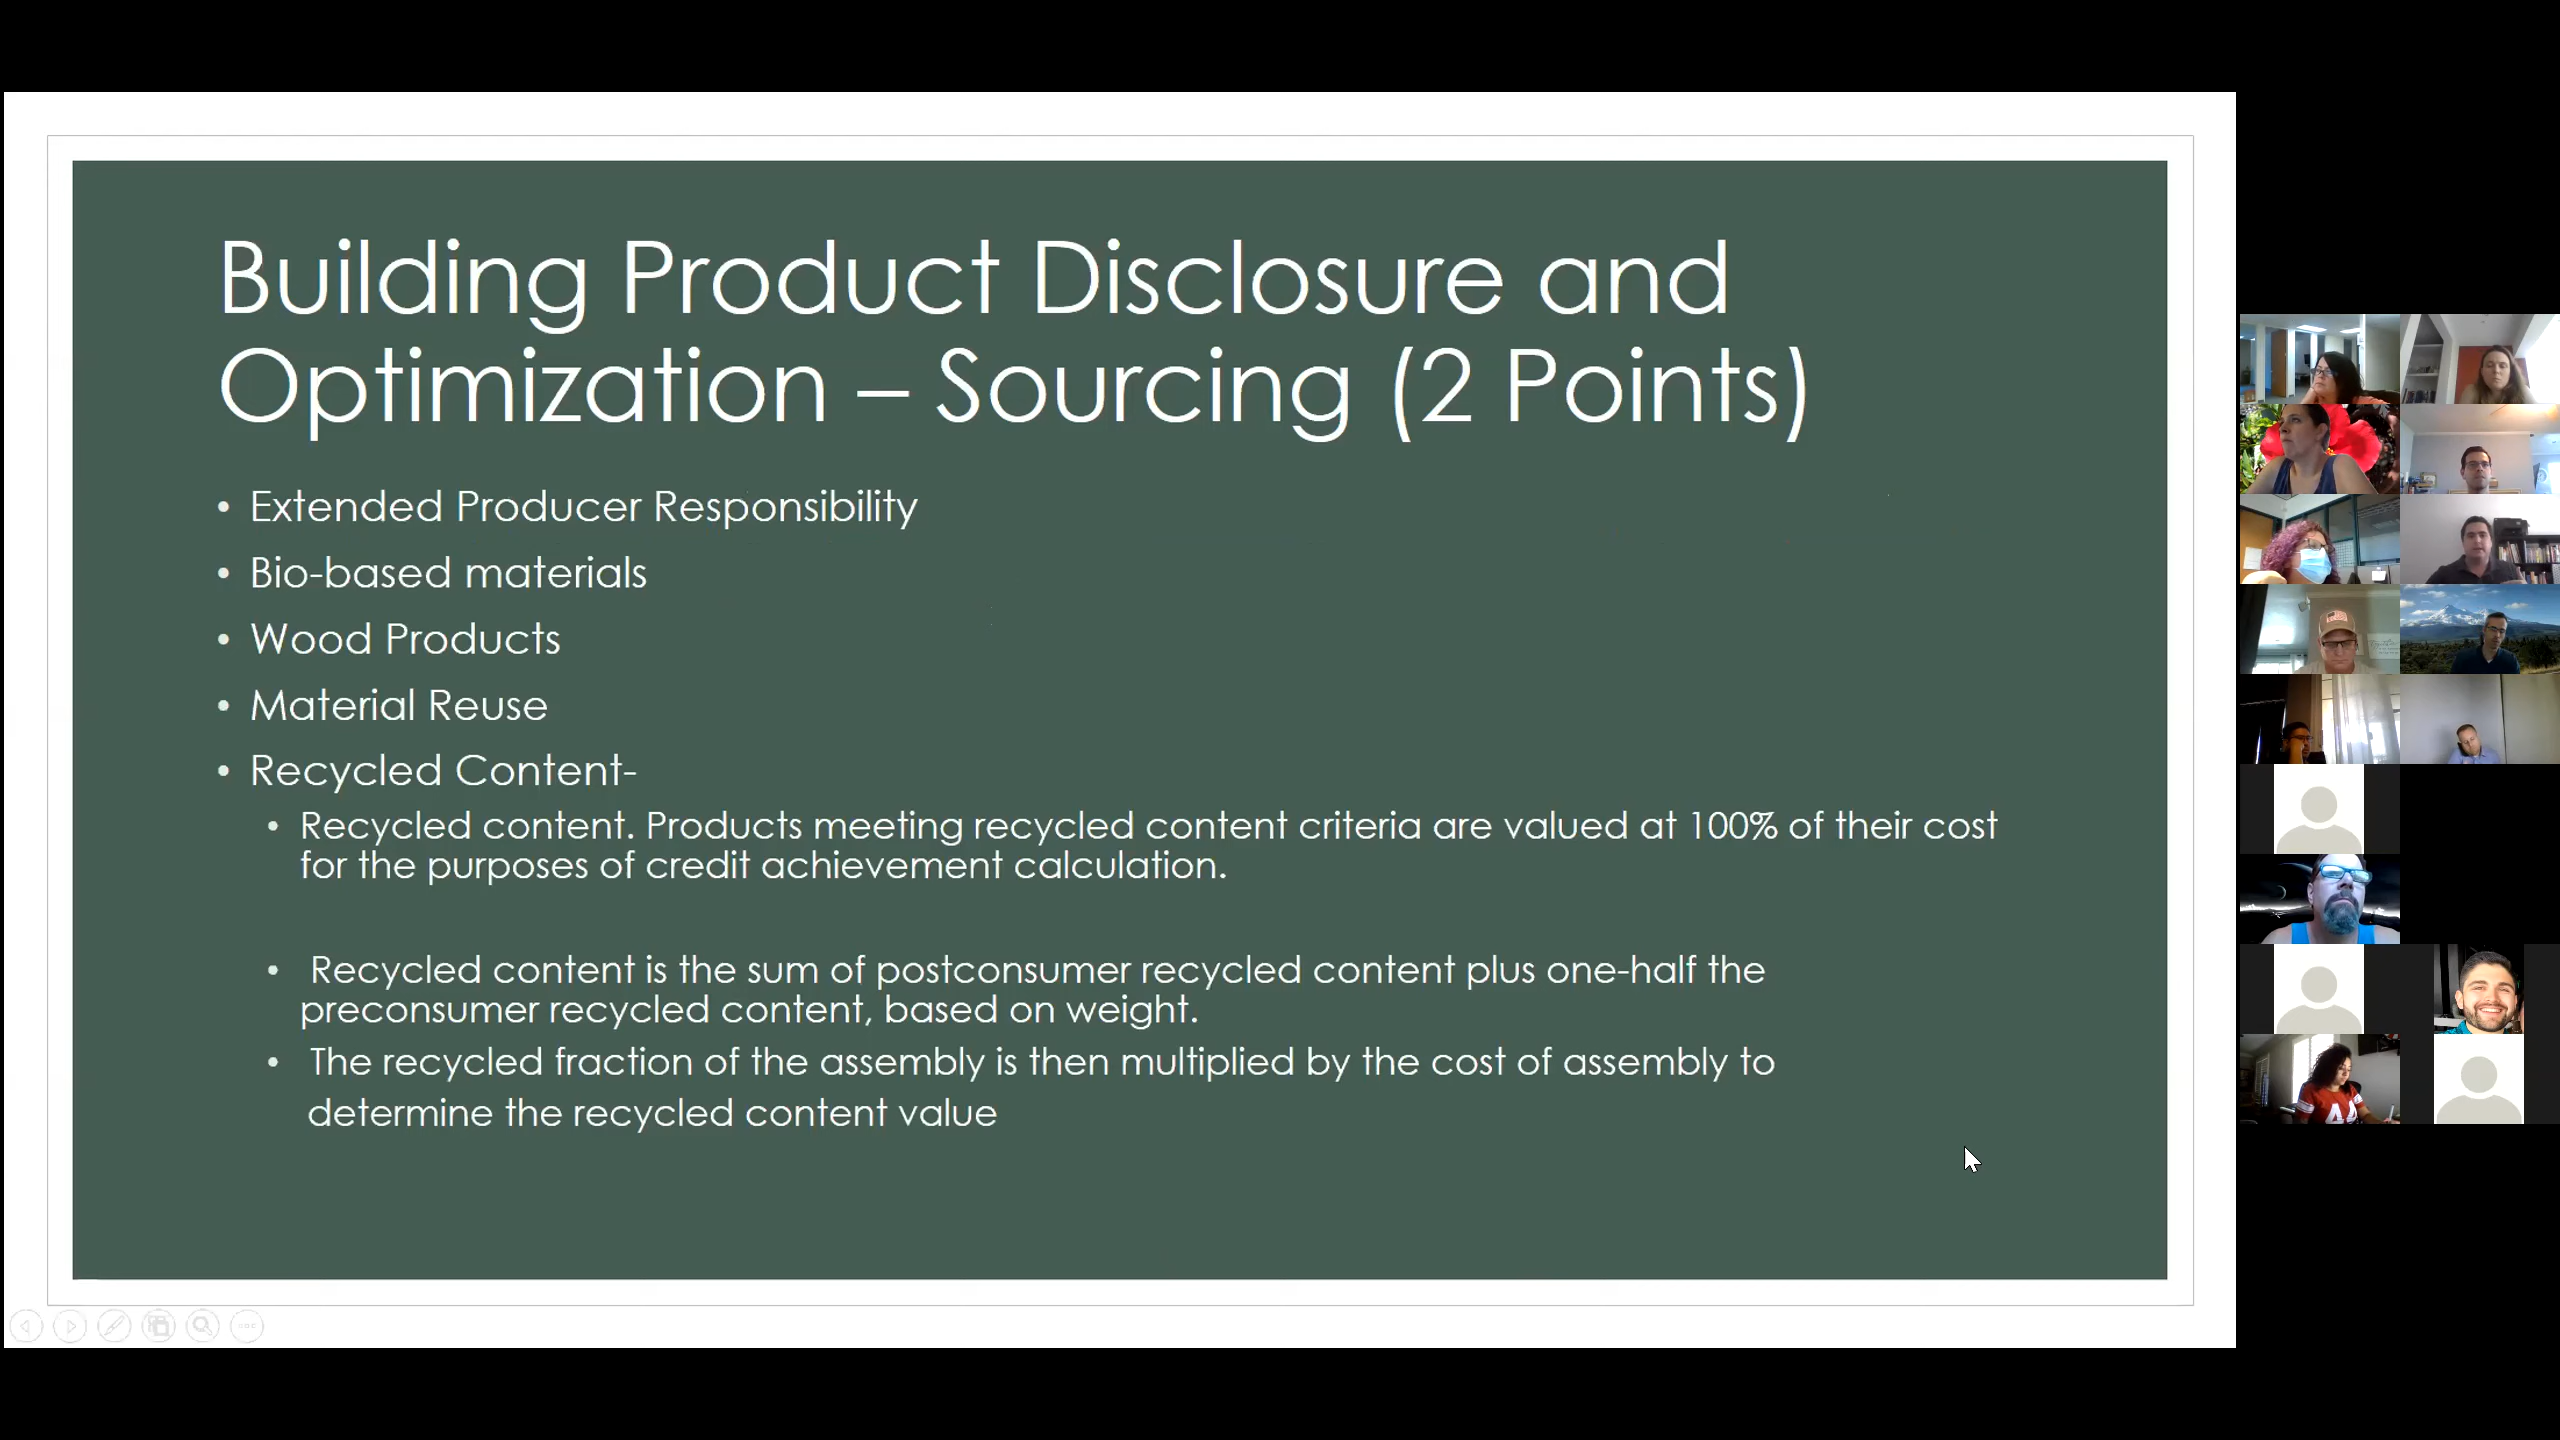 Building Product Disclosure and
Optimization – Sourcing (2 Points)
• Extended Producer Responsibility
• Bio-based materials
• Wood Products
• Material Reuse
• Recycled Content-
• Recycled content. Products meeting recycled content criteria are valued at 100% of their cost
for the purposes of credit achievement calculation.
• Recycled content is the sum of postconsumer recycled content plus one-half the
preconsumer recycled content, based on weight.
• The recycled fraction of the assembly is then multiplied by the cost of assembly to
determine the recycled content value